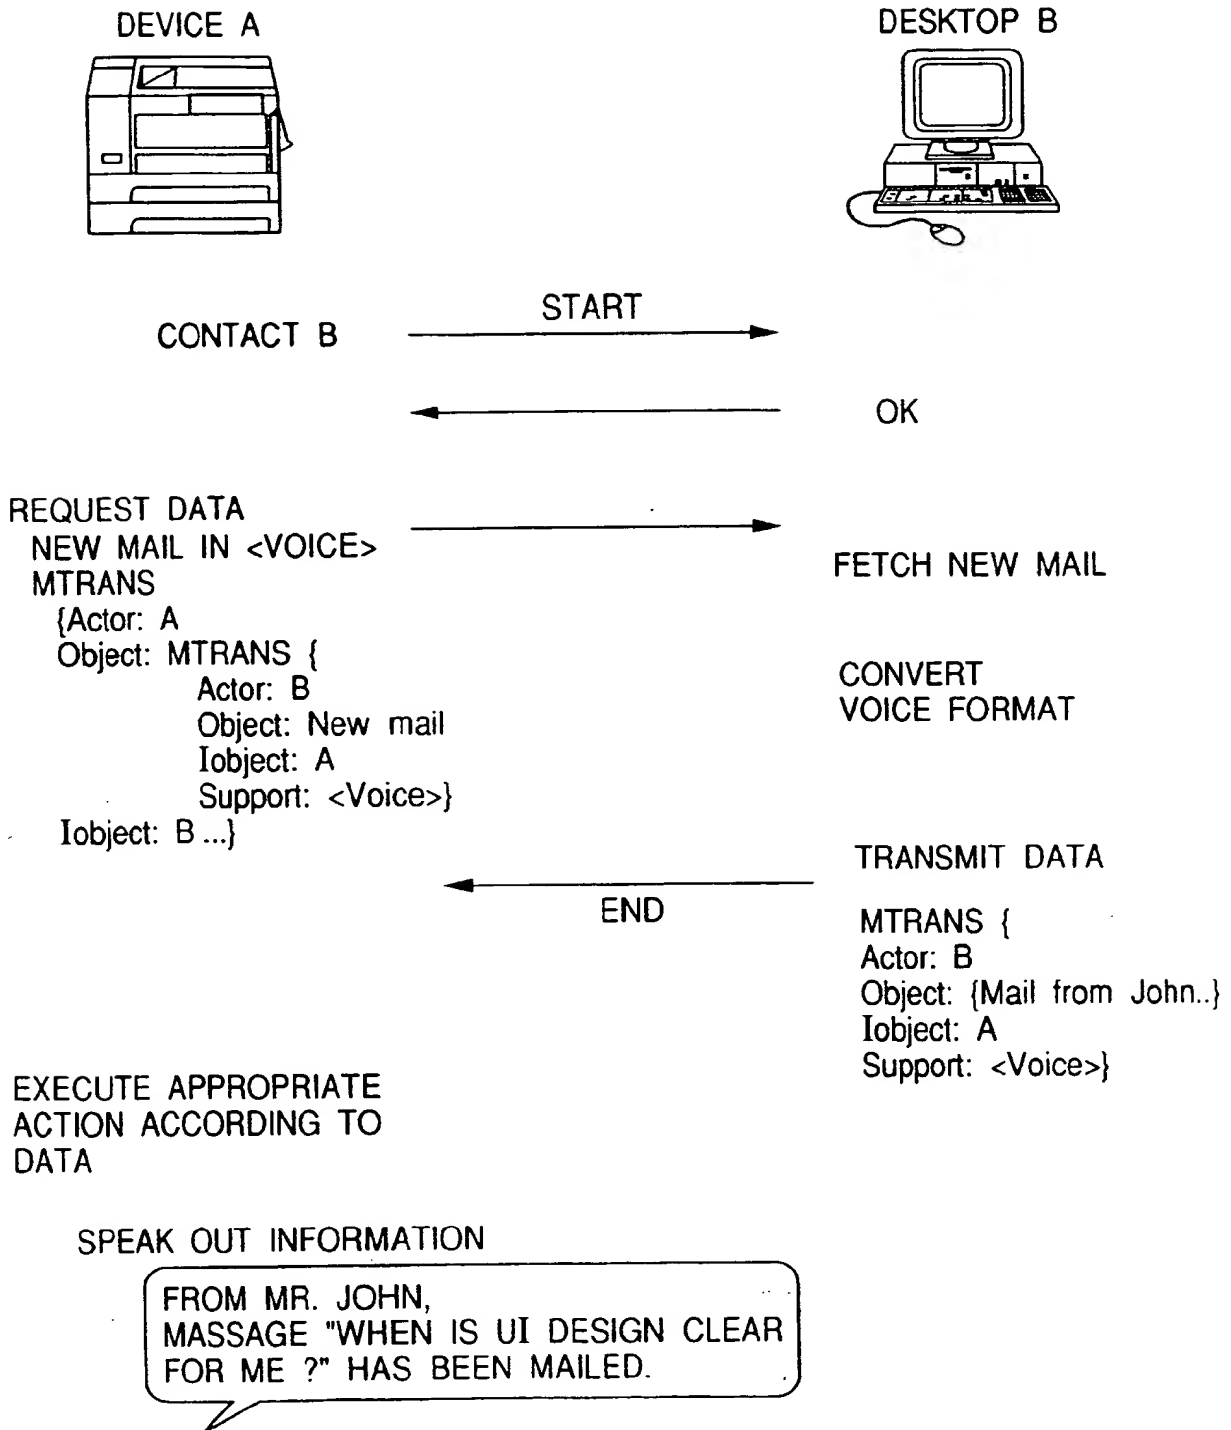 DEVICE A
DESKTOP B
START
CONTACT B
OK
REQUEST DATA
NEW MAIL IN <VOICE>
MTRANS
{Actor: A
Object: MTRANS {
Actor: B
Object: New mail
Iobject: A
Support: <Voice>}
Iobject: B ...}
FETCH NEW MAIL
CONVERT
VOICE FORMAT
TRANSMIT DATA
END
MTRANS {
Actor: B
Object: {Mail from John..}
Iobject: A
Support: <Voice>}
EXECUTE APPROPRIATE
ACTION ACCORDING TO
DATA
SPEAK OUT INFORMATION
FROM MR. JOHN,
MASSAGE "WHEN IS UI DESIGN CLEAR
FOR ME ?" HAS BEEN MAILED.